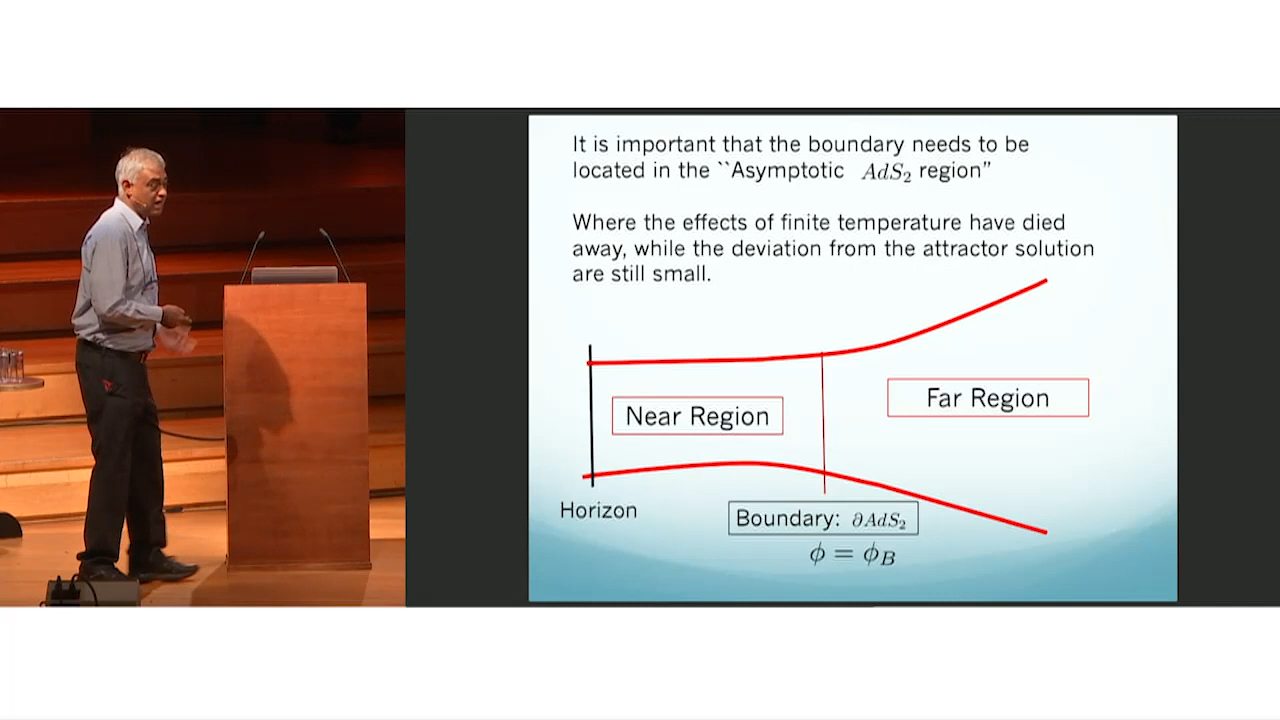 It is important that the boundary needs to be
located in the ``Asymptotic AdS₂ region”
Where the effects of finite temperature have died
away, while the deviation from the attractor solution
are still small.
Near Region
Far Region
Horizon
Boundary: ∂AdS₂
ϕ = ϕ_B